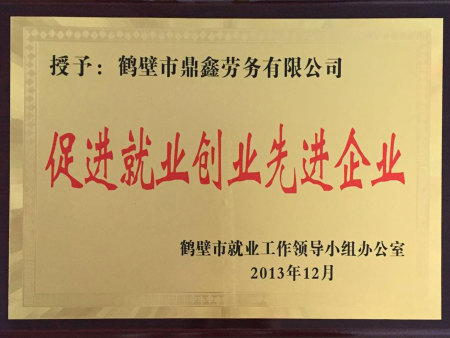 授予：鹤壁市鼎鑫劳务有限公司
促进就业创业先进企业
鹤壁市就业工作领导小组办公室
2013年12月